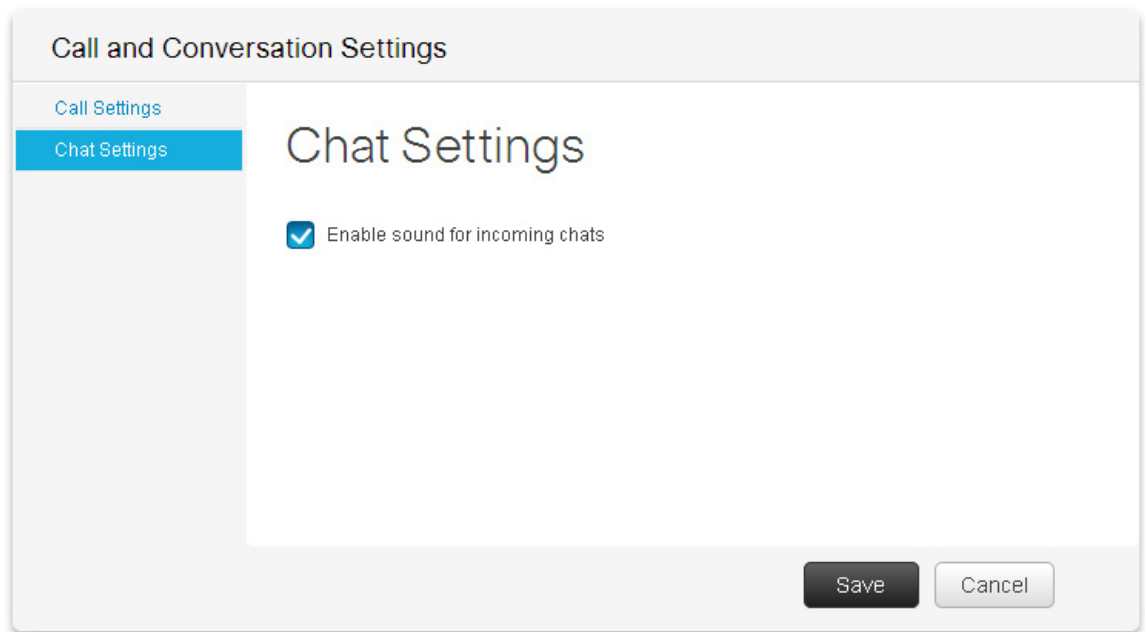 Call and Conversation Settings
Call Settings
Chat Settings
Chat Settings
Enable sound for incoming chats
Save
Cancel